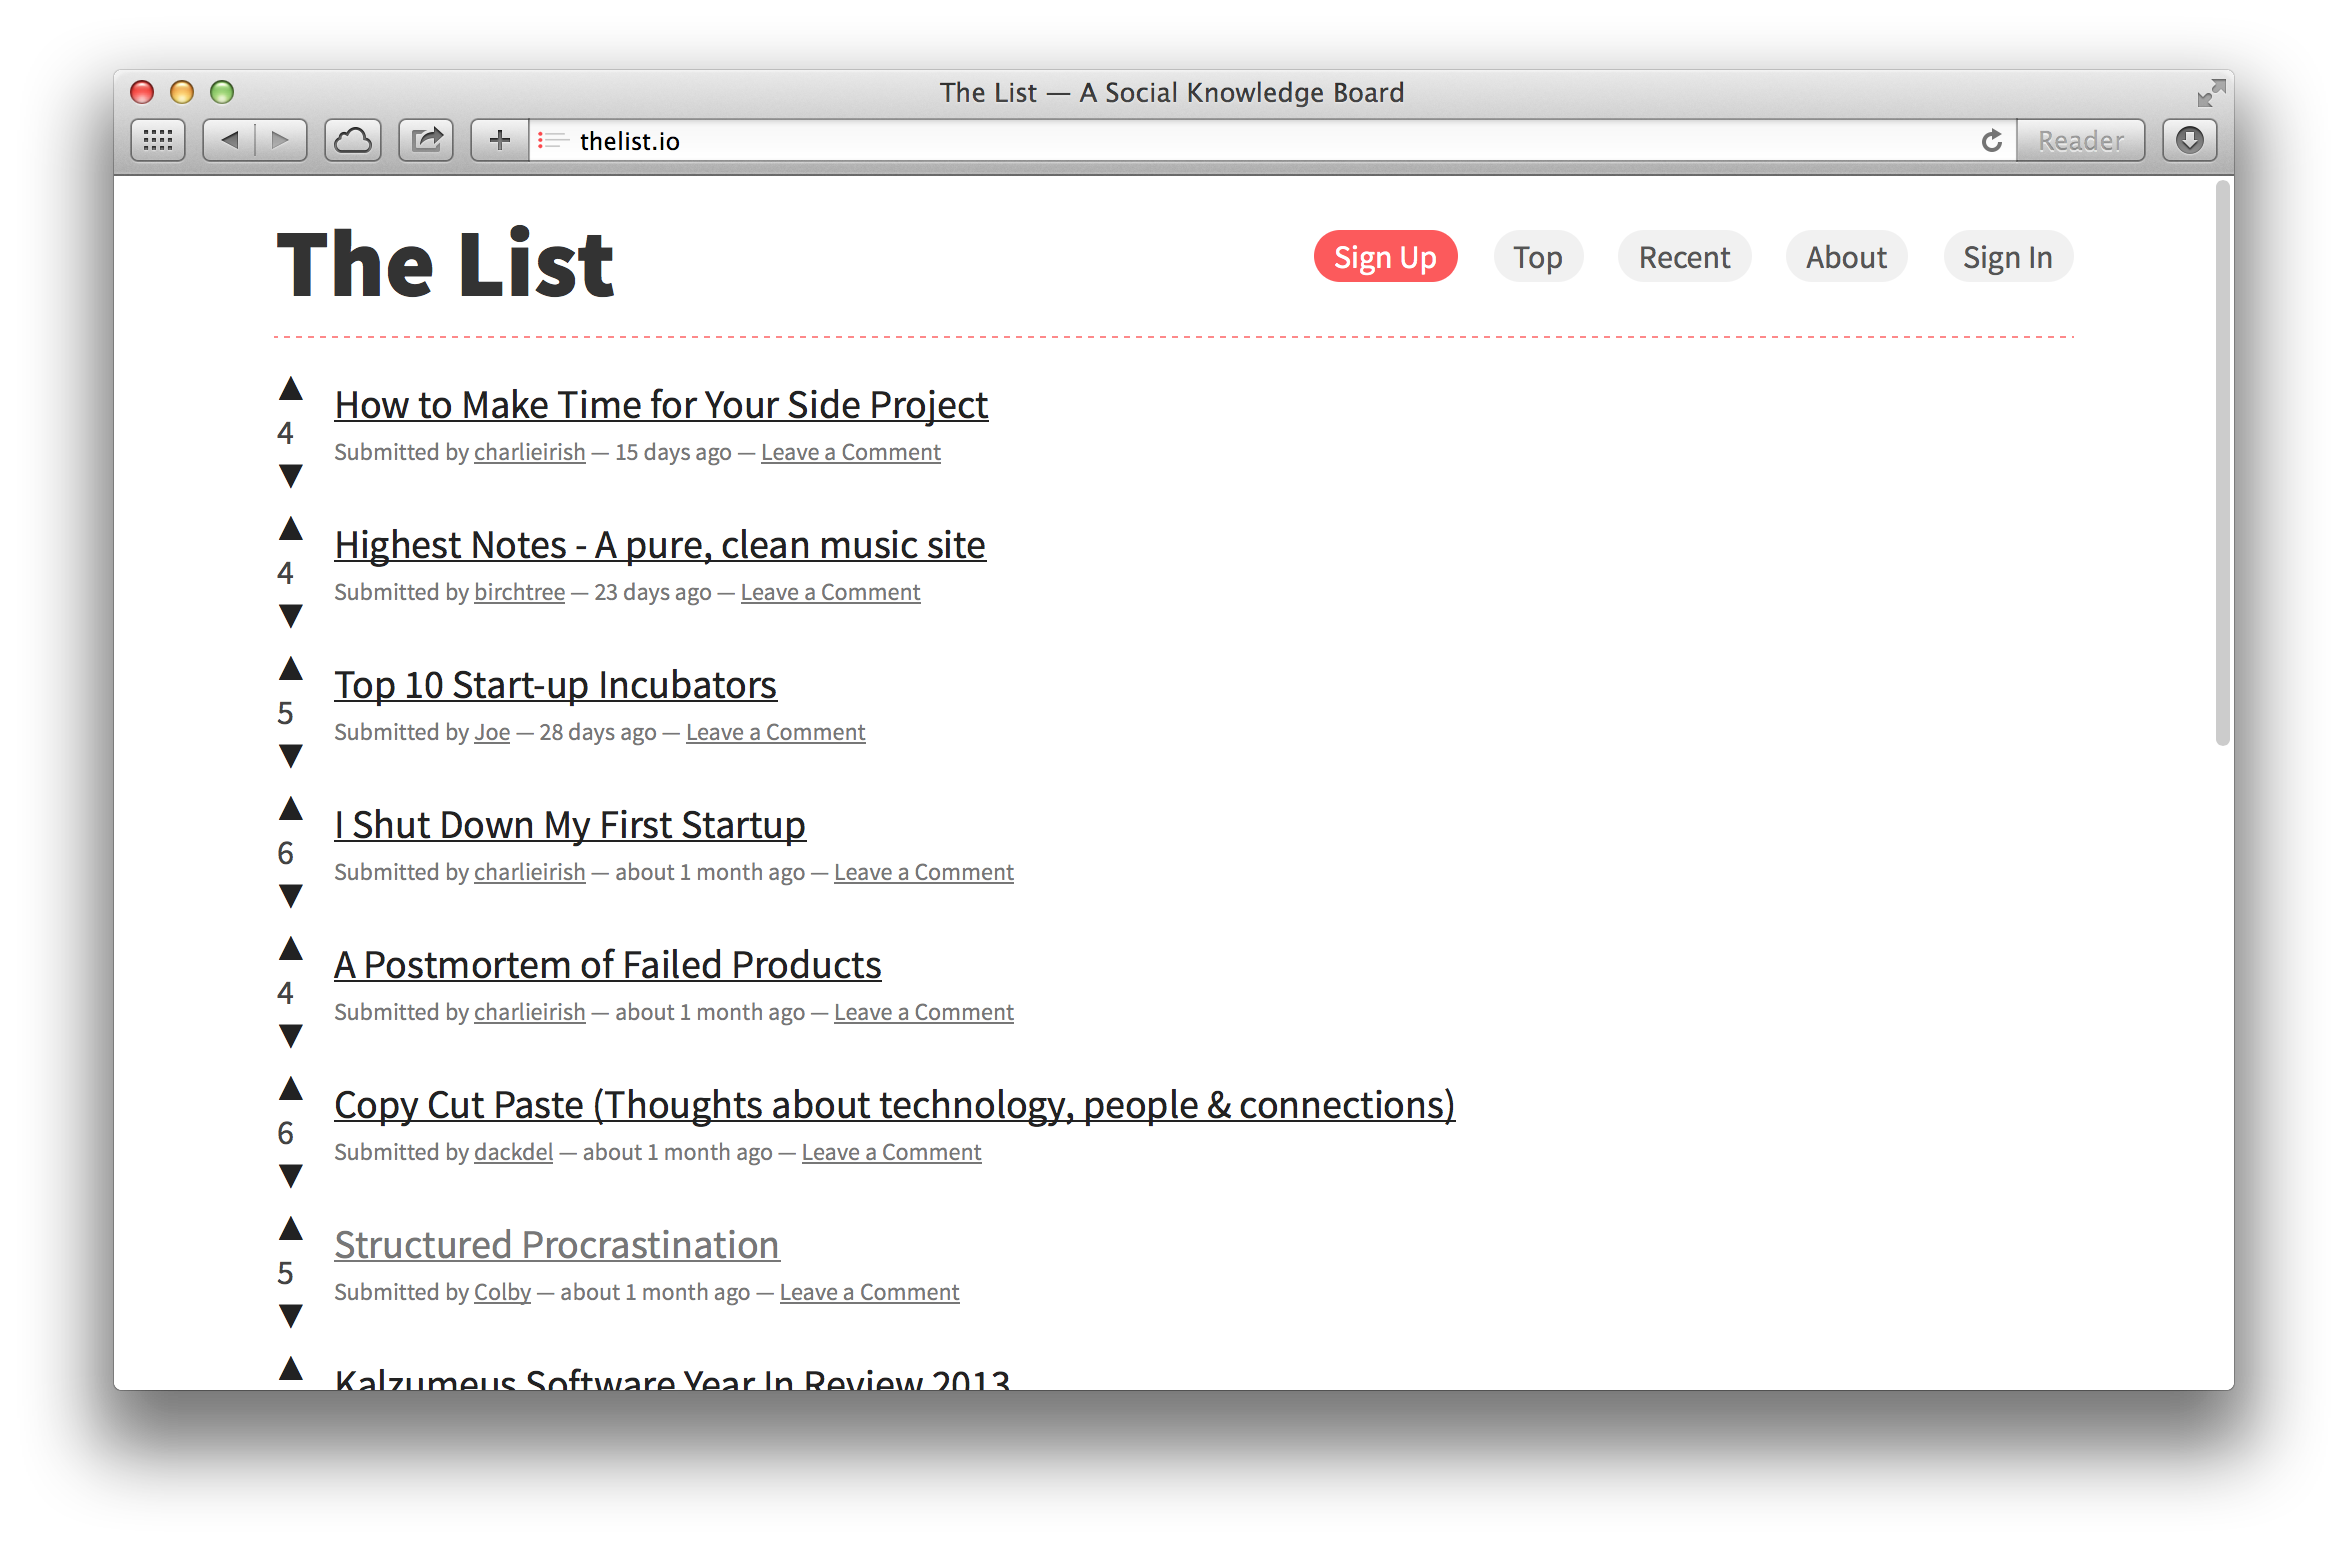 The List — A Social Knowledge Board
thelist.io
Reader
The List
Sign Up
Top
Recent
About
Sign In
▲
How to Make Time for Your Side Project
4
Submitted by charlieirish — 15 days ago — Leave a Comment
▼
▲
Highest Notes - A pure, clean music site
4
Submitted by birchtree — 23 days ago — Leave a Comment
▼
▲
Top 10 Start-up Incubators
5
Submitted by Joe — 28 days ago — Leave a Comment
▼
▲
I Shut Down My First Startup
6
Submitted by charlieirish — about 1 month ago — Leave a Comment
▼
▲
A Postmortem of Failed Products
4
Submitted by charlieirish — about 1 month ago — Leave a Comment
▼
▲
Copy Cut Paste (Thoughts about technology, people & connections)
6
Submitted by dackdel — about 1 month ago — Leave a Comment
▼
▲
Structured Procrastination
5
Submitted by Colby — about 1 month ago — Leave a Comment
▼
▲
Kalzumeus Software Year In Review 2013